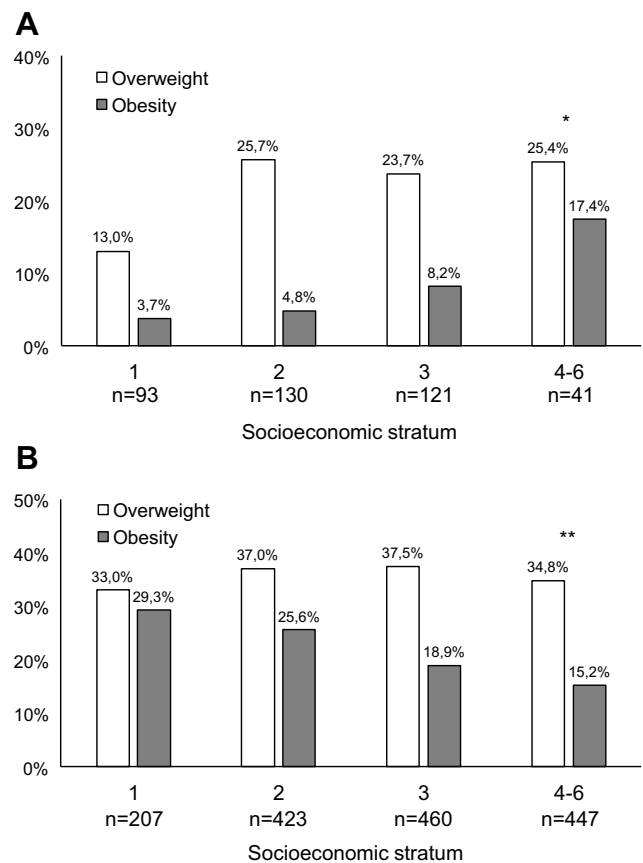 A
40%
Overweight
Obesity
30%
*
25,7%
23,7%
25,4%
20%
17,4%
13,0%
10%
8,2%
4,8%
3,7%
0%
1 2 3 4-6
n=93 n=130 n=121 n=41
Socioeconomic stratum
B
50%
Overweight
Obesity
**
40%
37,0%
37,5%
34,8%
33,0%
29,3%
30%
25,6%
20%
18,9%
15,2%
10%
0%
1 2 3 4-6
n=207 n=423 n=460 n=447
Socioeconomic stratum